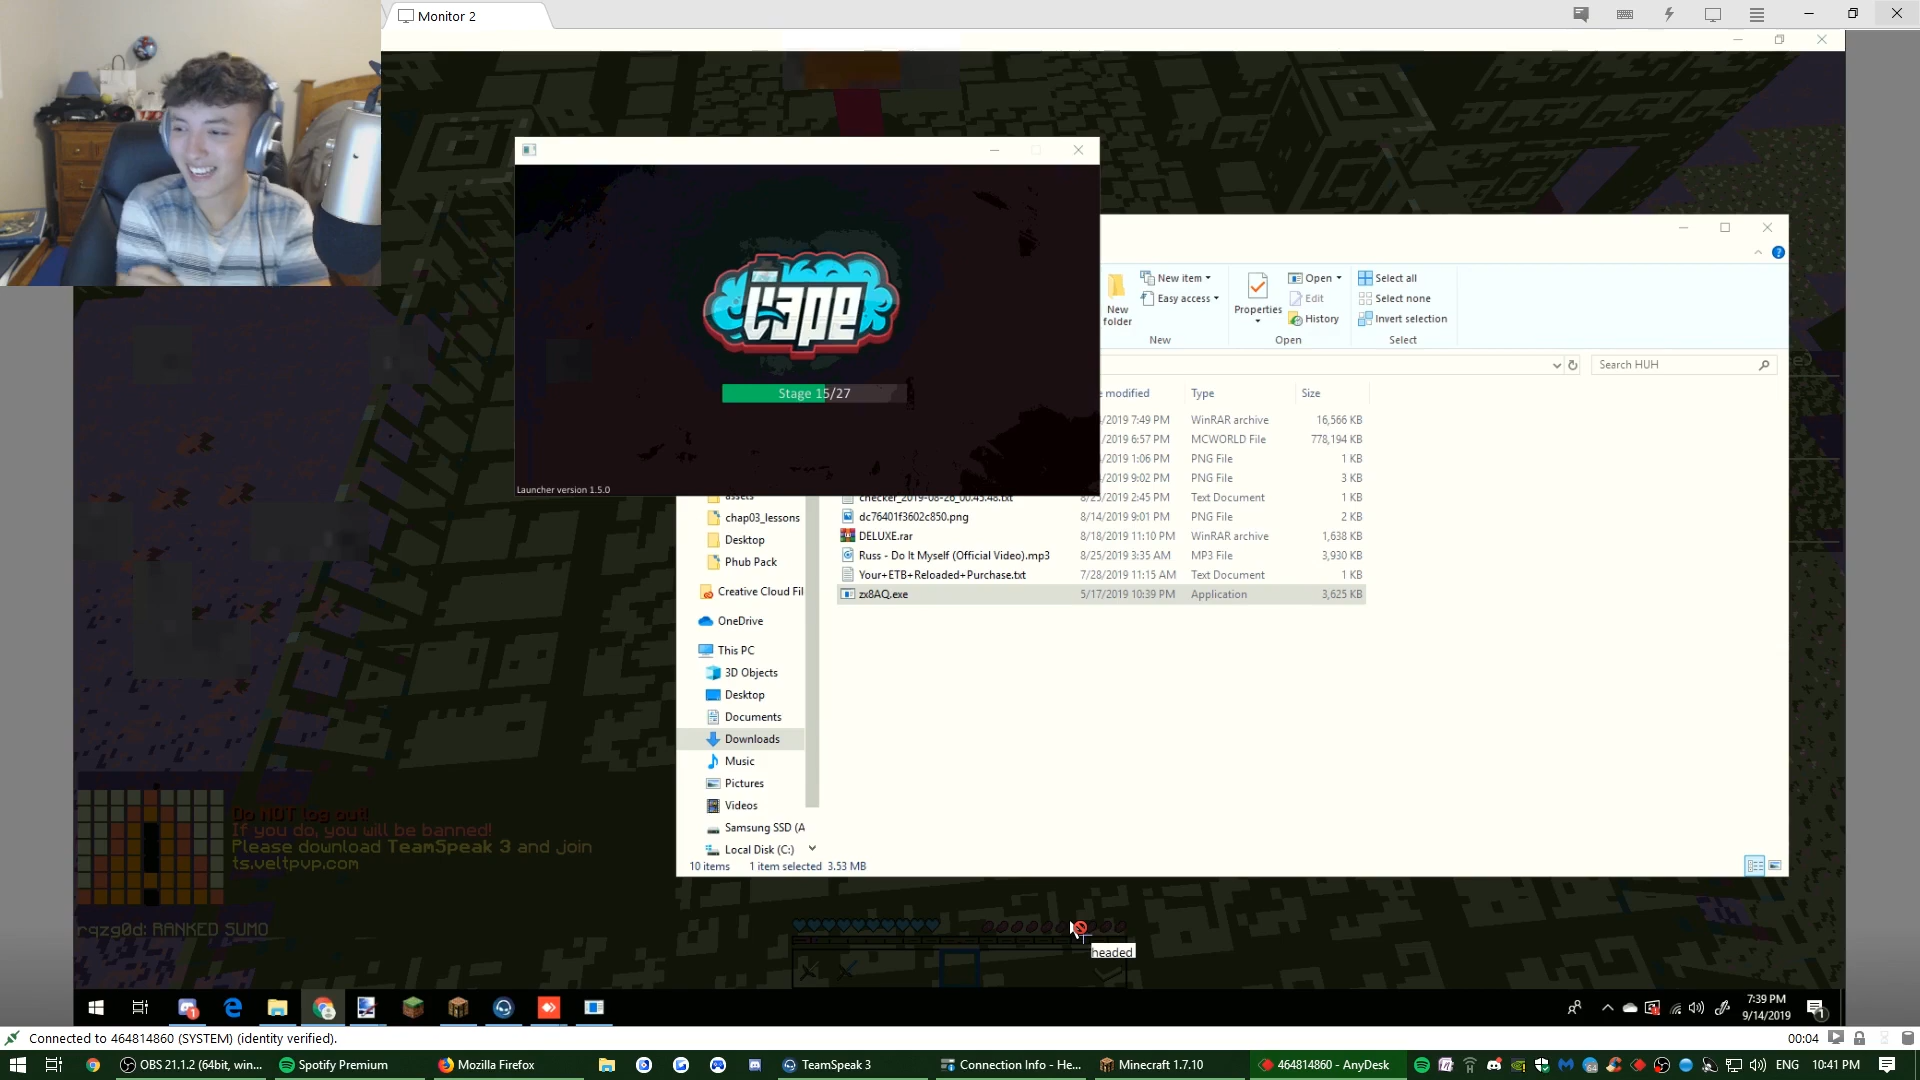 Monitor 2
Vape
Stage 15/27
Launcher version 1.5.0
New folder
New item
Easy access
New
Properties
Open
Edit
History
Open
Select all
Select none
Invert selection
Select
Search HUH
e modified
Type
Size
/2019 7:49 PM WinRAR archive 16,566 KB
/2019 6:57 PM MCWORLD File 778,194 KB
1:06 PM PNG File 1 KB
/2019 9:02 PM PNG File 3 KB
checker_2019-08-26_00.45.48.txt 8/25/2019 2:45 PM Text Document 1 KB
dc76401f3602c850.png 8/14/2019 9:01 PM PNG File 2 KB
DELUXE.rar 8/18/2019 11:10 PM WinRAR archive 1,638 KB
Russ - Do It Myself (Official Video).mp3 8/25/2019 3:35 AM MP3 File 3,930 KB
Your+ETB+Reloaded+Purchase.txt 7/28/2019 11:15 AM Text Document 1 KB
zx8AQ.exe 5/17/2019 10:39 PM Application 3,625 KB
assets
chap03_lessons
Desktop
Phub Pack
Creative Cloud Fil
OneDrive
This PC
3D Objects
Desktop
Documents
Downloads
Music
Pictures
Videos
Samsung SSD (A
Local Disk (C:)
10 items 1 item selected 3.53 MB
Do NOT log out!
If you do, you will be banned!
Please download TeamSpeak 3 and join
ts.veltpvp.com
rqzg0d: RANKED SUMO
headed
7:39 PM
9/14/2019
Connected to 464814860 (SYSTEM) (identity verified).
00:04
OBS 21.1.2 (64bit, win...
Spotify Premium
Mozilla Firefox
TeamSpeak 3
Connection Info - He...
Minecraft 1.7.10
464814860 - AnyDesk
ENG
10:41 PM